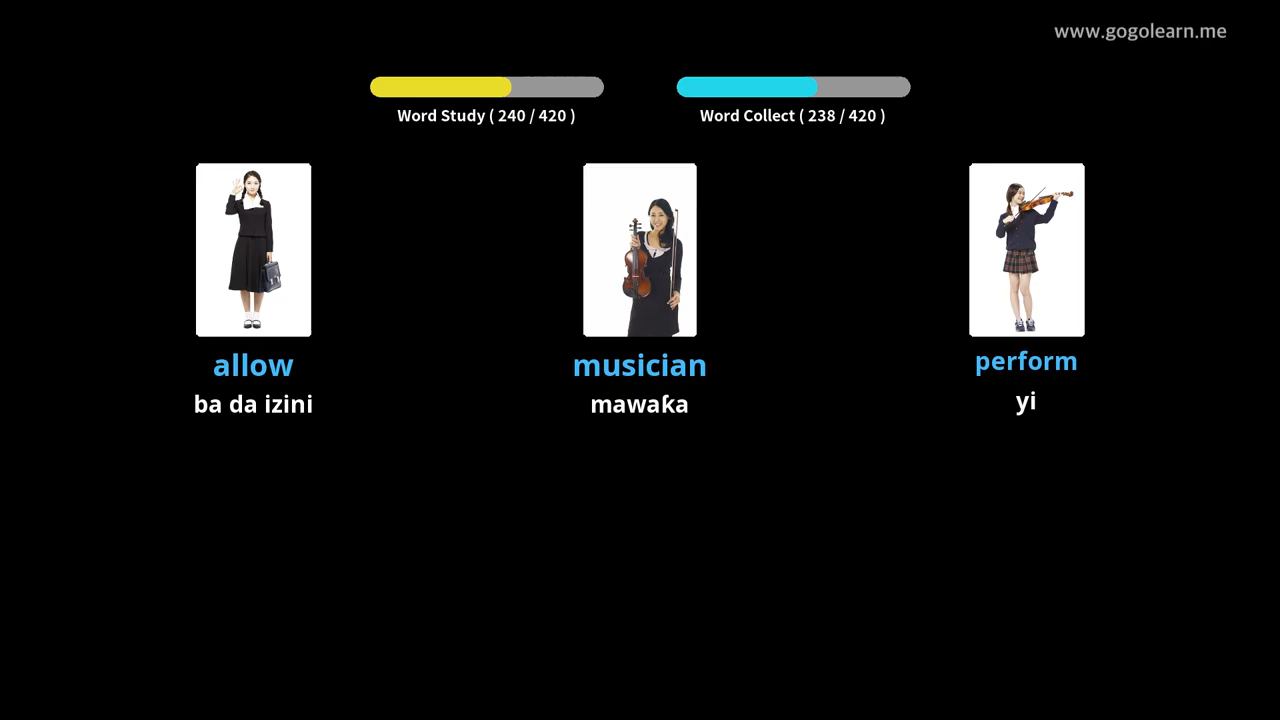 www.gogolearn.me
Word Study ( 240 / 420 )
Word Collect ( 238 / 420 )
allow
ba da izini
musician
mawaƙa
perform
yi